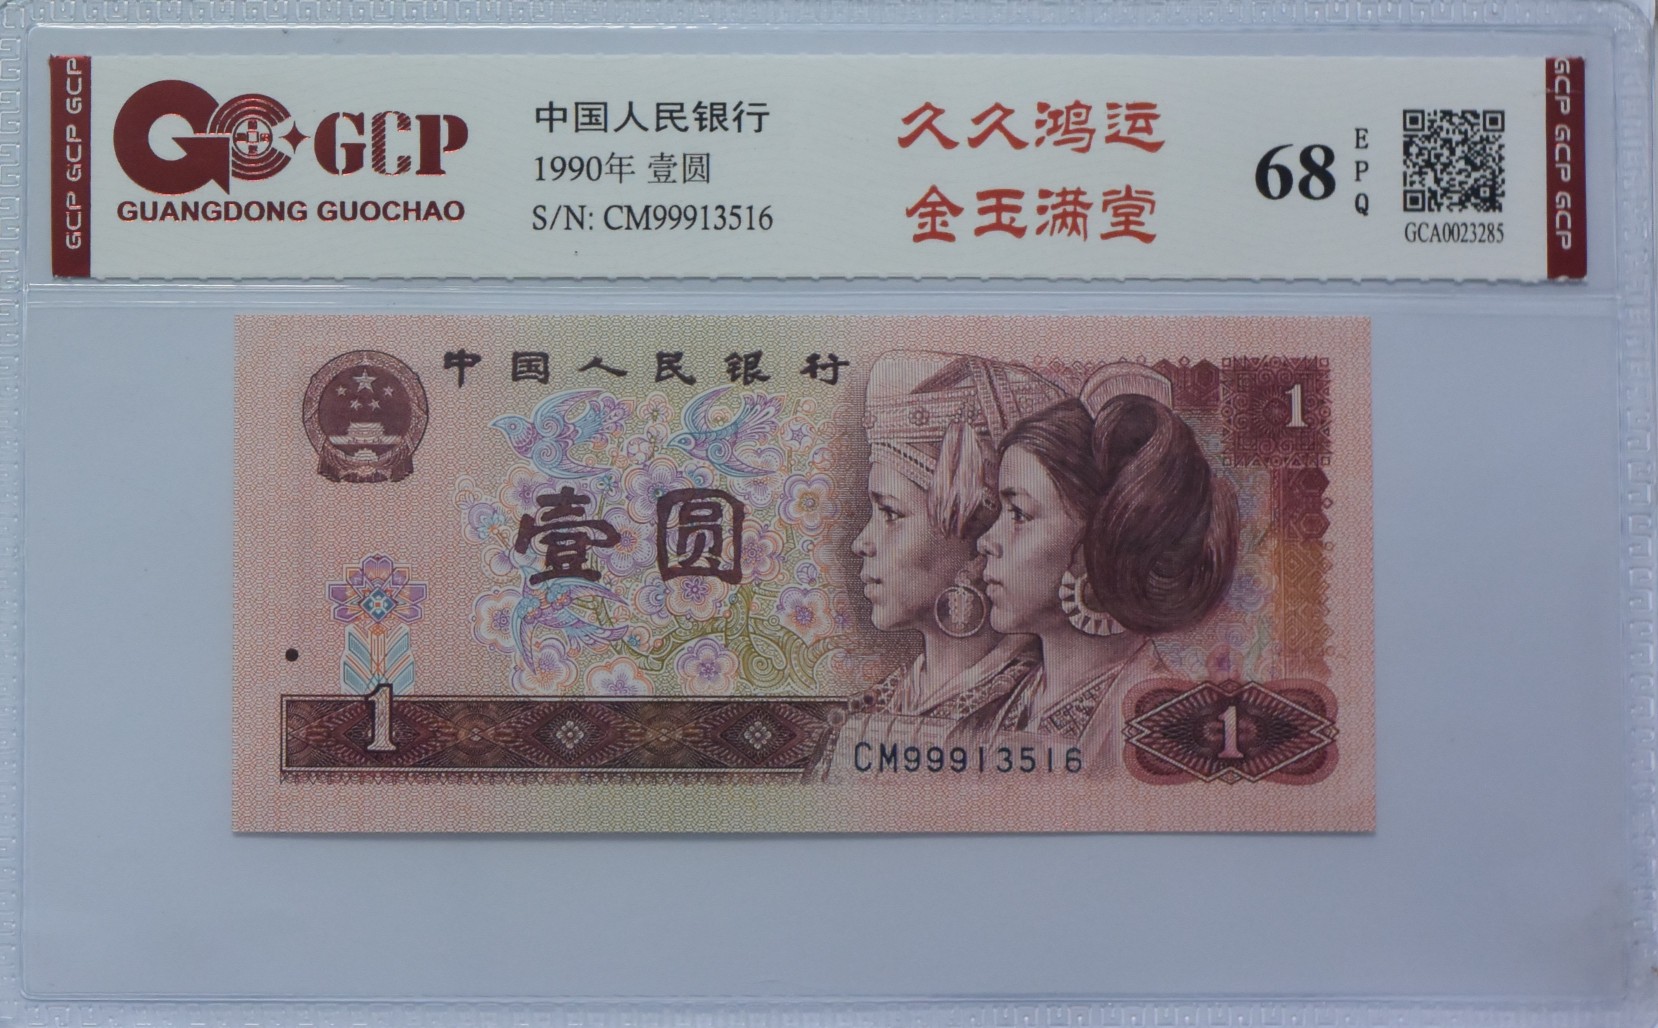 GCP GCP GCP
GCP
GUANGDONG GUOCHAO
中国人民银行
1990年 壹圆
S/N: CM99913516
久久鸿运
金玉满堂
68
EPQ
GCA0023285
GCP GCP GCP
中国人民银行
1
壹圆
1
CM99913516
1